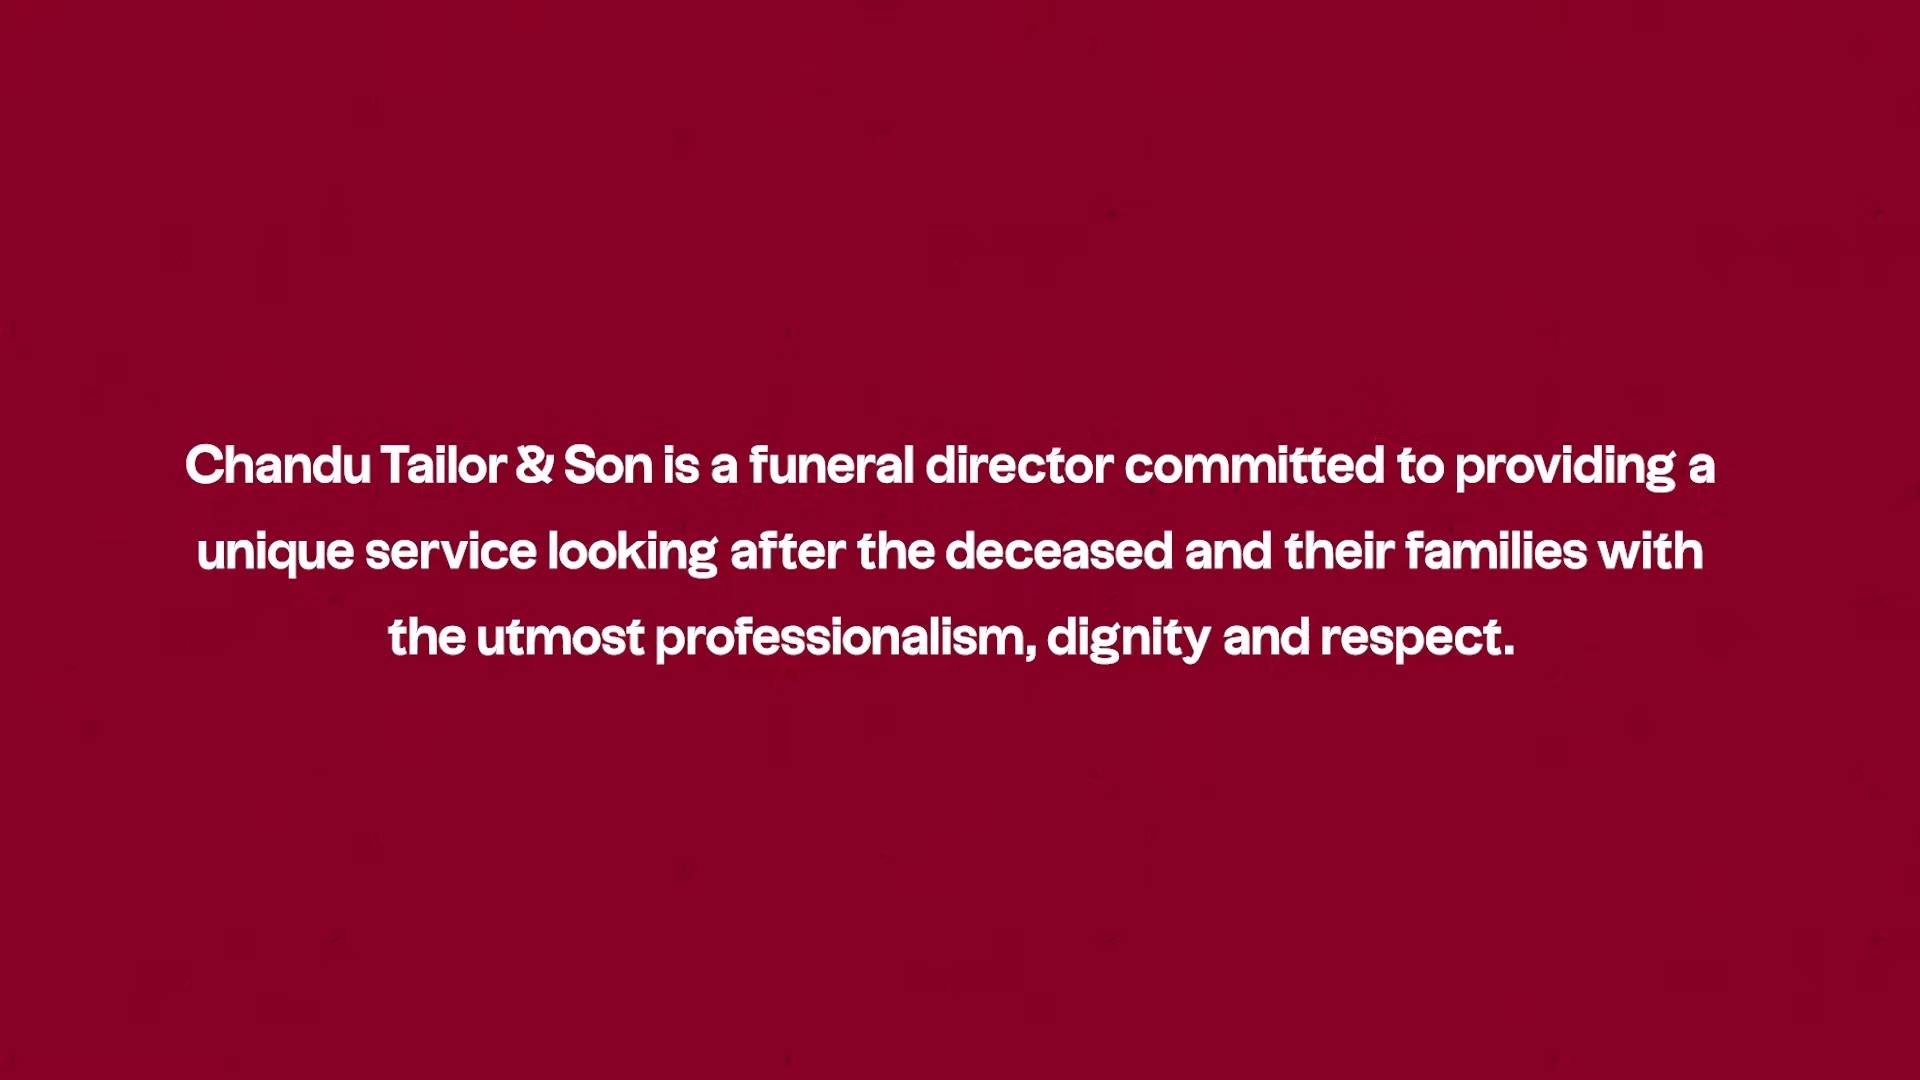 Chandu Tailor & Son is a funeral director committed to providing a
unique service looking after the deceased and their families with
the utmost professionalism, dignity and respect.